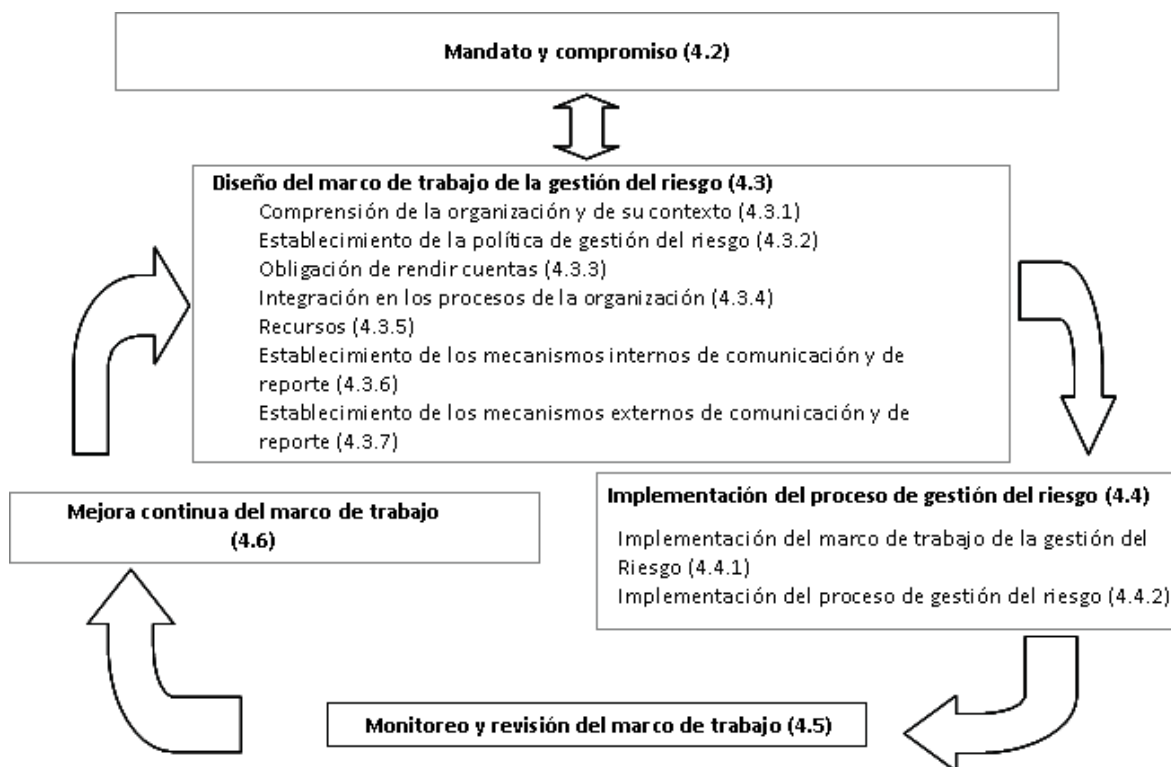 Mandato y compromiso (4.2)
Diseño del marco de trabajo de la gestión del riesgo (4.3)
Comprensión de la organización y de su contexto (4.3.1)
Establecimiento de la política de gestión del riesgo (4.3.2)
Obligación de rendir cuentas (4.3.3)
Integración en los procesos de la organización (4.3.4)
Recursos (4.3.5)
Establecimiento de los mecanismos internos de comunicación y de
reporte (4.3.6)
Establecimiento de los mecanismos externos de comunicación y de
reporte (4.3.7)
Implementación del proceso de gestión del riesgo (4.4)
Implementación del marco de trabajo de la gestión del
Riesgo (4.4.1)
Implementación del proceso de gestión del riesgo (4.4.2)
Monitoreo y revisión del marco de trabajo (4.5)
Mejora continua del marco de trabajo
(4.6)